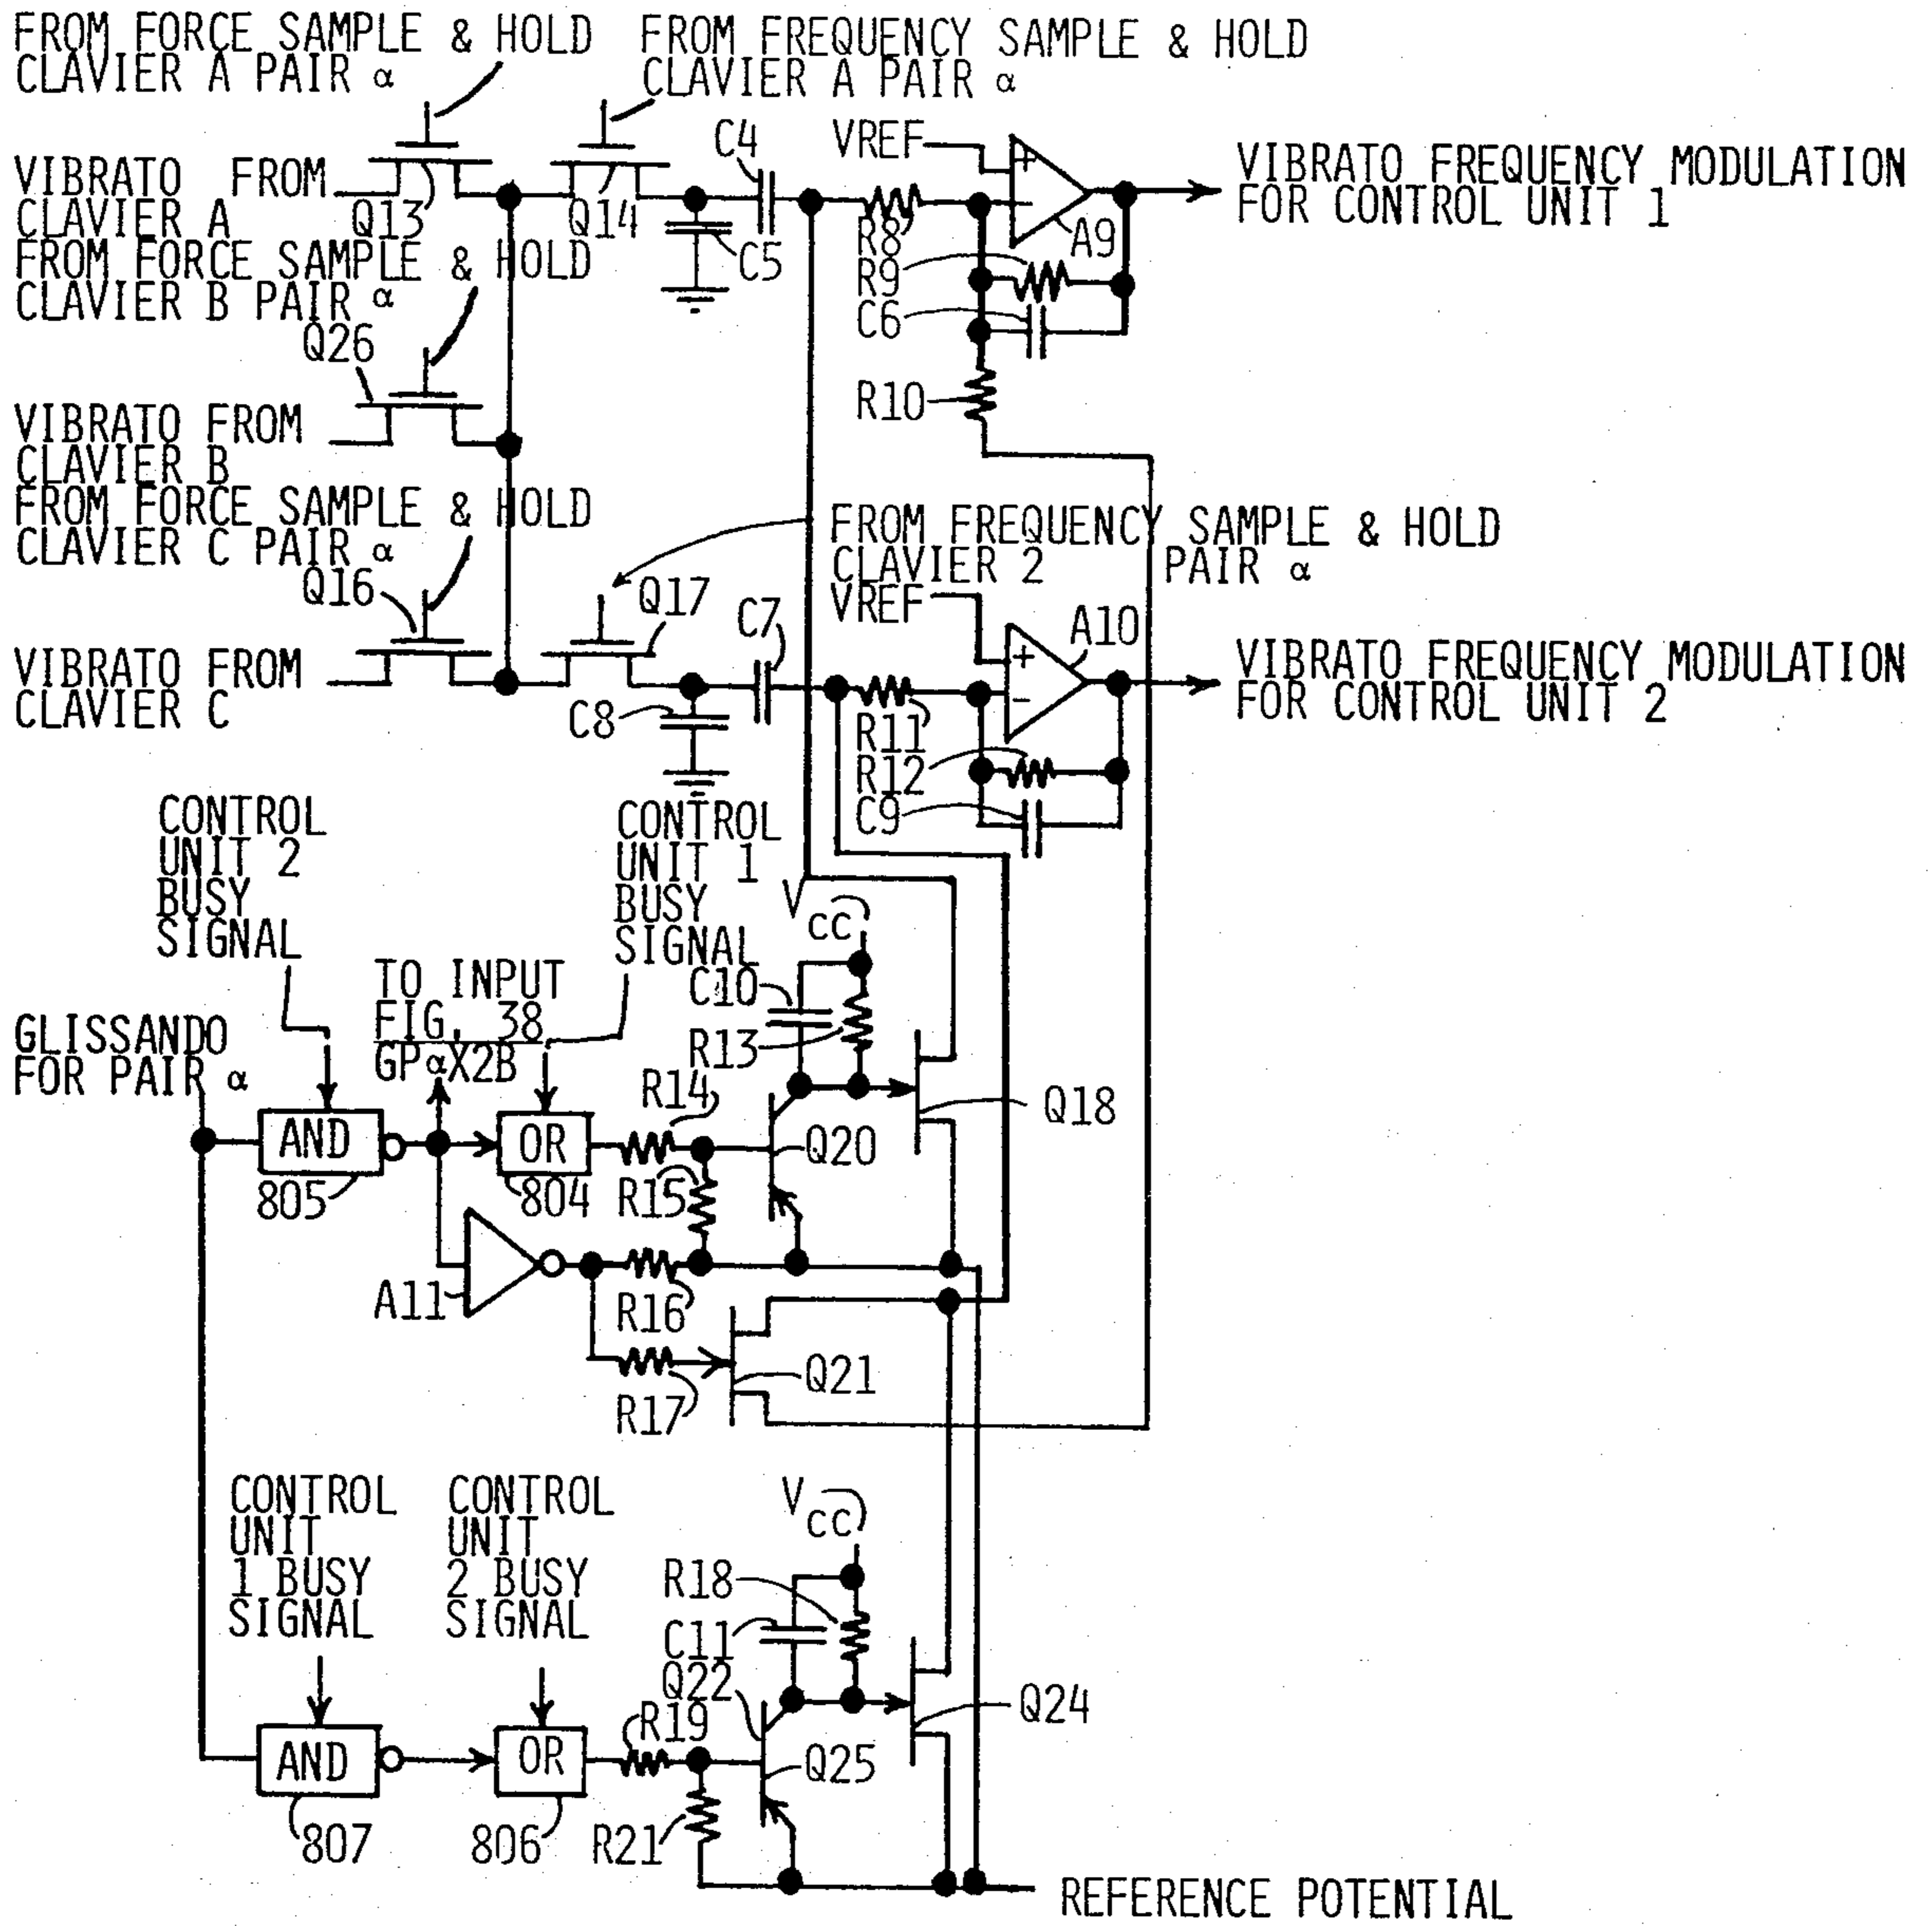 FROM FORCE SAMPLE & HOLD
CLAVIER A PAIR α
FROM FREQUENCY SAMPLE & HOLD
CLAVIER A PAIR α
VIBRATO FROM
CLAVIER A
Q13
Q14
C4
C5
VREF
+
-
R8
A9
R9
C6
R10
VIBRATO FREQUENCY MODULATION
FOR CONTROL UNIT 1
FROM FORCE SAMPLE & HOLD
CLAVIER B PAIR α
Q26
VIBRATO FROM
CLAVIER B
FROM FORCE SAMPLE & HOLD
CLAVIER C PAIR α
Q16
FROM FREQUENCY SAMPLE & HOLD
CLAVIER 2 PAIR α
VREF
Q17
C7
A10
+
-
VIBRATO FROM
CLAVIER C
C8
R11
R12
C9
VIBRATO FREQUENCY MODULATION
FOR CONTROL UNIT 2
CONTROL
UNIT 2
BUSY
SIGNAL
CONTROL
UNIT 1
BUSY
SIGNAL
VCC
C10
R13
TO INPUT
FIG. 38
GPαX2B
GLISSANDO
FOR PAIR α
AND
805
OR
804
R14
R15
Q20
Q18
A11
R16
R17
Q21
CONTROL
UNIT
1 BUSY
SIGNAL
CONTROL
UNIT
2 BUSY
SIGNAL
VCC
R18
C11
Q22
R19
Q24
AND
807
OR
806
Q25
R21
REFERENCE POTENTIAL